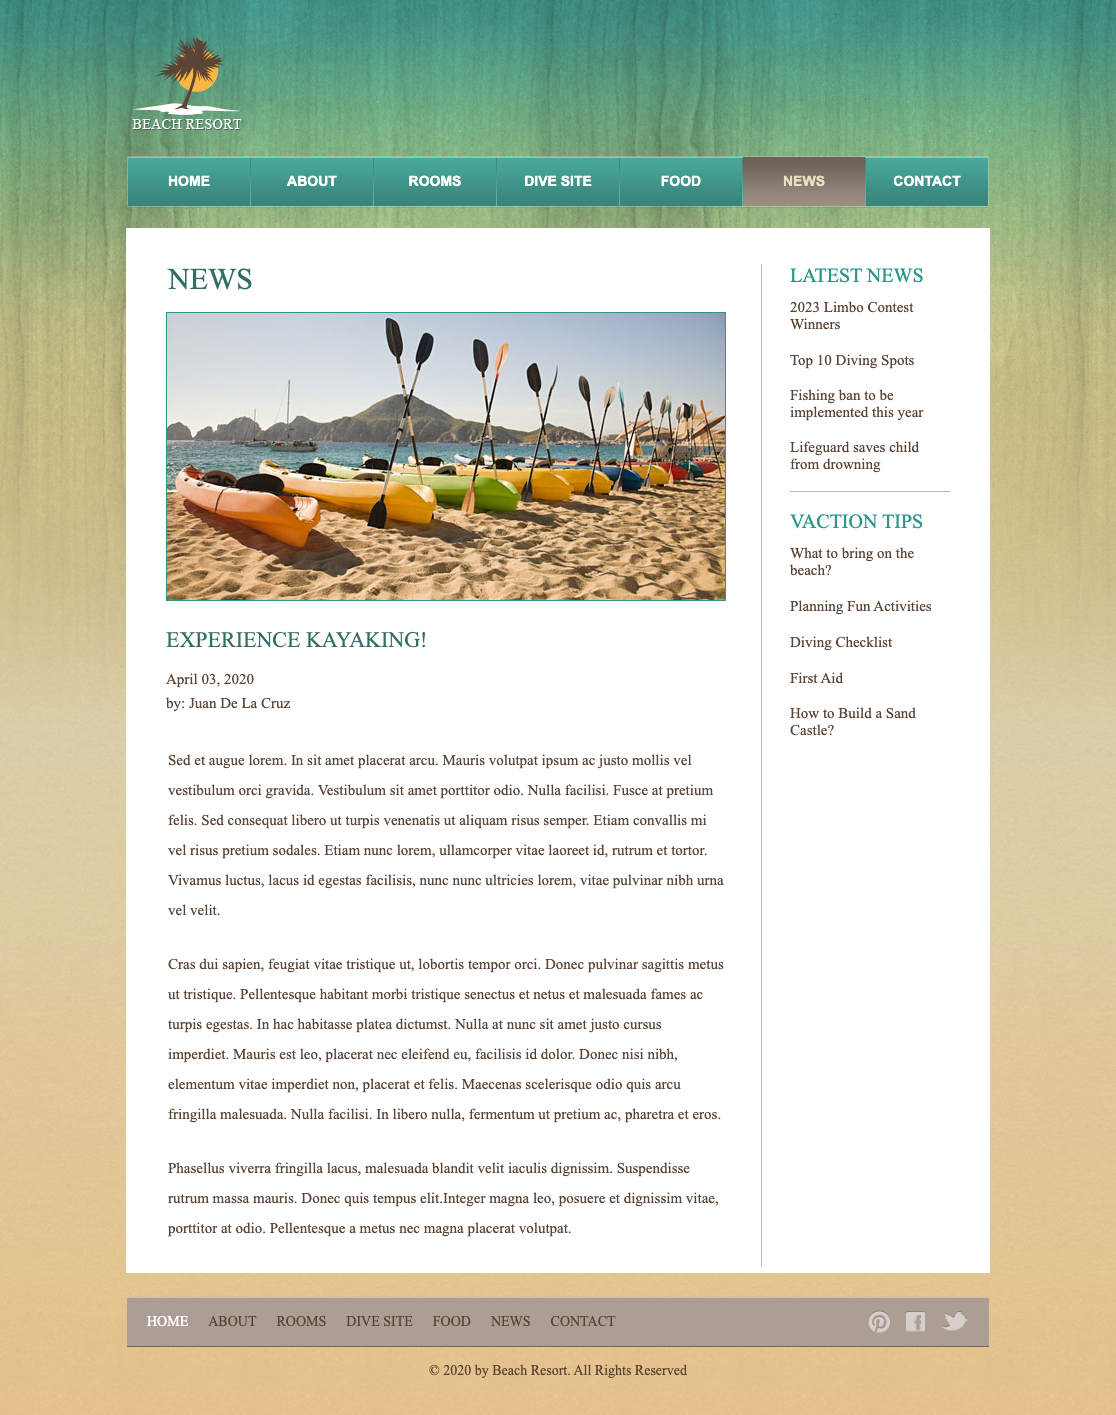 BEACH RESORT
HOME
ABOUT
ROOMS
DIVE SITE
FOOD
NEWS
CONTACT
NEWS
EXPERIENCE KAYAKING!
April 03, 2020
by: Juan De La Cruz
Sed et augue lorem. In sit amet placerat arcu. Mauris volutpat ipsum ac justo mollis vel
vestibulum orci gravida. Vestibulum sit amet porttitor odio. Nulla facilisi. Fusce at pretium
felis. Sed consequat libero ut turpis venenatis ut aliquam risus semper. Etiam convallis mi
vel risus pretium sodales. Etiam nunc lorem, ullamcorper vitae laoreet id, rutrum et tortor.
Vivamus luctus, lacus id egestas facilisis, nunc nunc ultricies lorem, vitae pulvinar nibh urna
vel velit.
Cras dui sapien, feugiat vitae tristique ut, lobortis tempor orci. Donec pulvinar sagittis metus
ut tristique. Pellentesque habitant morbi tristique senectus et netus et malesuada fames ac
turpis egestas. In hac habitasse platea dictumst. Nulla at nunc sit amet justo cursus
imperdiet. Mauris est leo, placerat nec eleifend eu, facilisis id dolor. Donec nisi nibh,
elementum vitae imperdiet non, placerat et felis. Maecenas scelerisque odio quis arcu
fringilla malesuada. Nulla facilisi. In libero nulla, fermentum ut pretium ac, pharetra et eros.
Phasellus viverra fringilla lacus, malesuada blandit velit iaculis dignissim. Suspendisse
rutrum massa mauris. Donec quis tempus elit.Integer magna leo, posuere et dignissim vitae,
porttitor at odio. Pellentesque a metus nec magna placerat volutpat.
LATEST NEWS
2023 Limbo Contest
Winners
Top 10 Diving Spots
Fishing ban to be
implemented this year
Lifeguard saves child
from drowning
VACTION TIPS
What to bring on the
beach?
Planning Fun Activities
Diving Checklist
First Aid
How to Build a Sand
Castle?
HOME
ABOUT
ROOMS
DIVE SITE
FOOD
NEWS
CONTACT
© 2020 by Beach Resort. All Rights Reserved